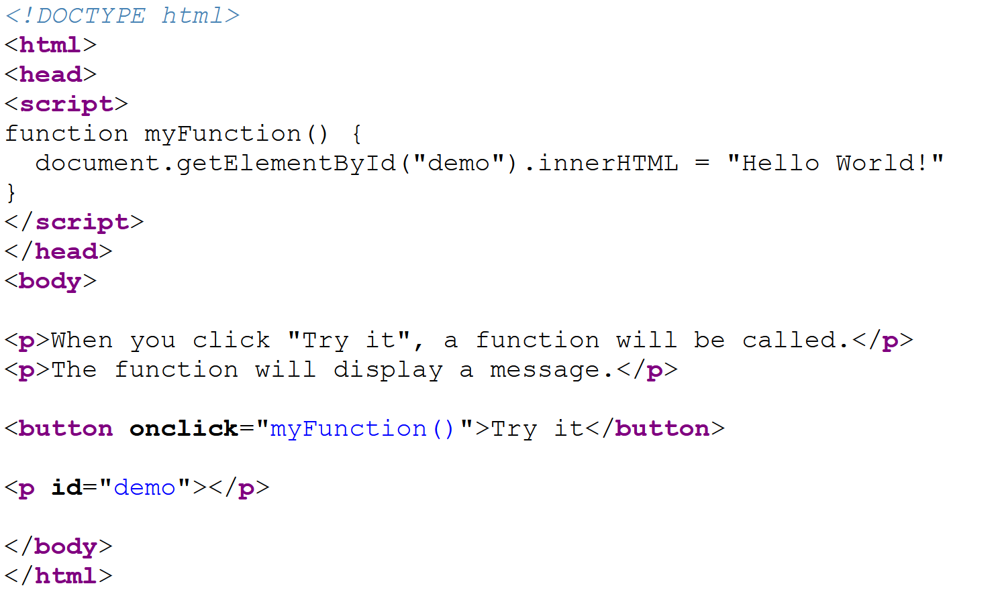 <!DOCTYPE html>
<html>
<head>
<script>
function myFunction() {
  document.getElementById("demo").innerHTML = "Hello World!"
}
</script>
</head>
<body>

<p>When you click "Try it", a function will be called.</p>
<p>The function will display a message.</p>

<button onclick="myFunction()">Try it</button>

<p id="demo"></p>

</body>
</html>